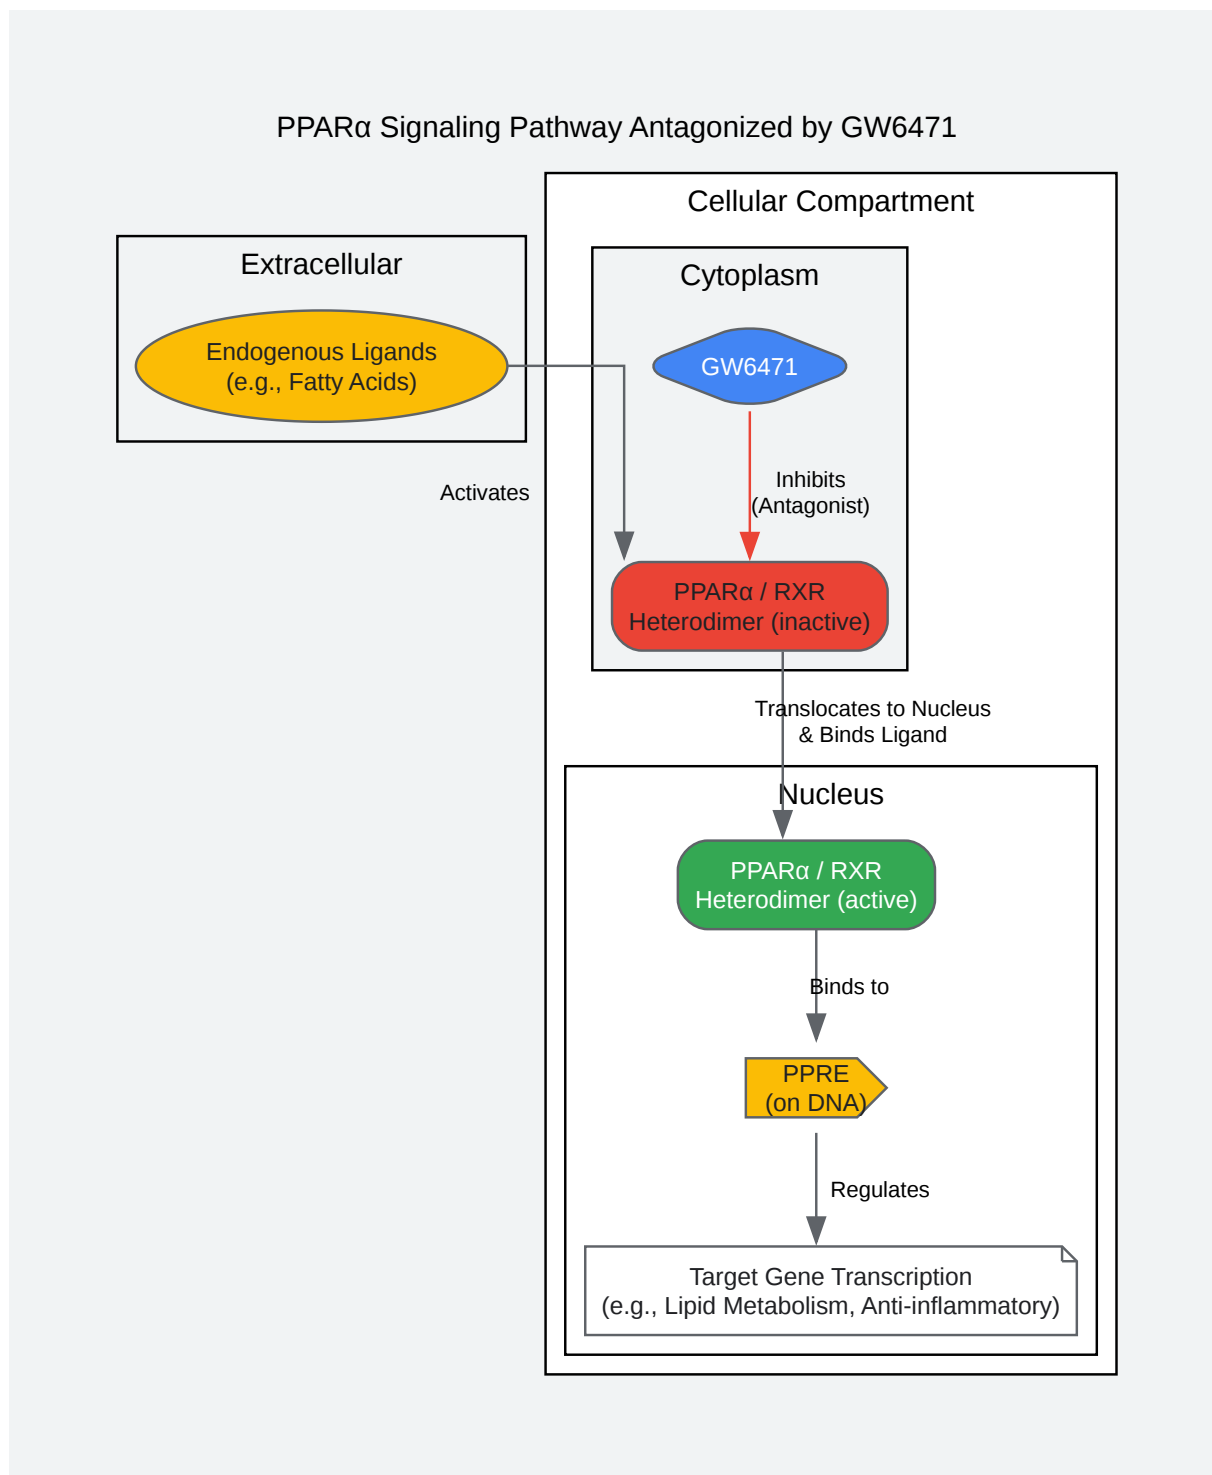 PPARα Signaling Pathway Antagonized by GW6471
Cellular Compartment
Extracellular
Cytoplasm
Endogenous Ligands
(e.g., Fatty Acids)
GW6471
Activates
Inhibits
(Antagonist)
PPARα / RXR
Heterodimer (inactive)
Translocates to Nucleus
& Binds Ligand
Nucleus
PPARα / RXR
Heterodimer (active)
Binds to
PPRE
(on DNA)
Regulates
Target Gene Transcription
(e.g., Lipid Metabolism, Anti-inflammatory)